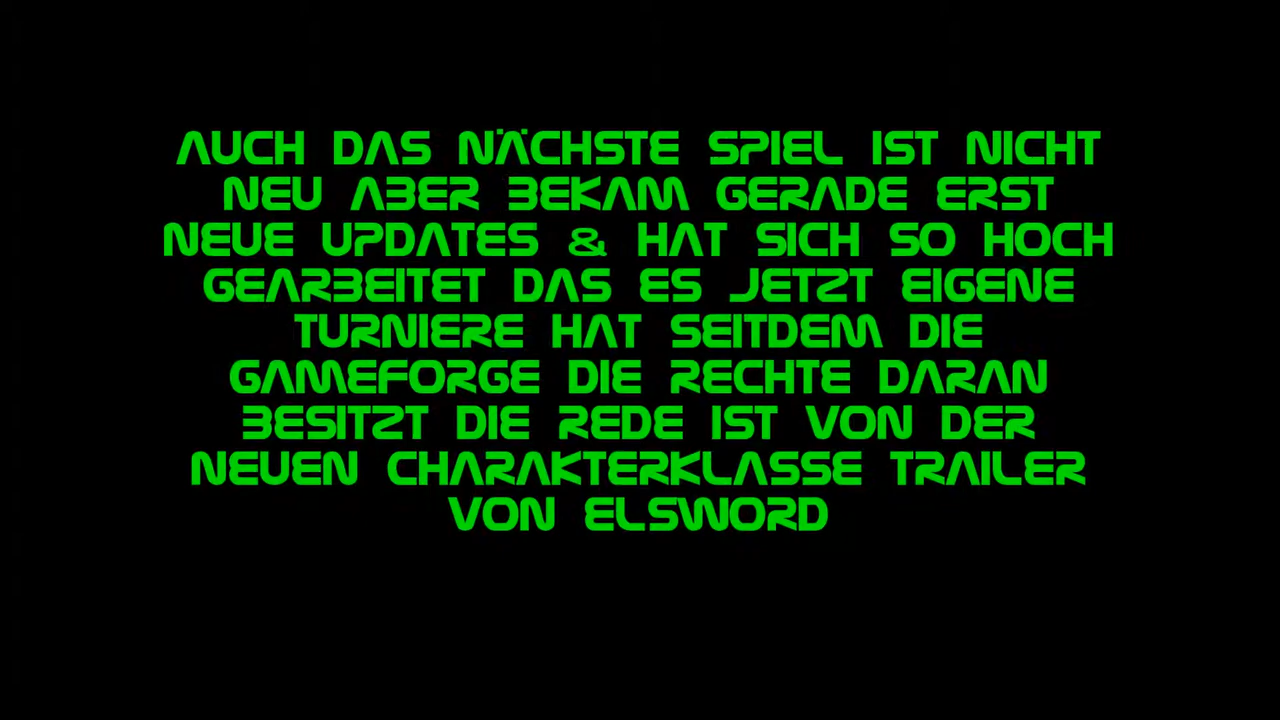 AUCH DAS NÄCHSTE SPIEL IST NICHT
NEU ABER BEKAM GERADE ERST
NEUE UPDATES & HAT SICH SO HOCH
GEARBEITET DAS ES JETZT EIGENE
TURNIERE HAT SEITDEM DIE
GAMEFORGE DIE RECHTE DARAN
BESITZT DIE REDE IST VON DER
NEUEN CHARAKTERKLASSE TRAILER
VON ELSWORD